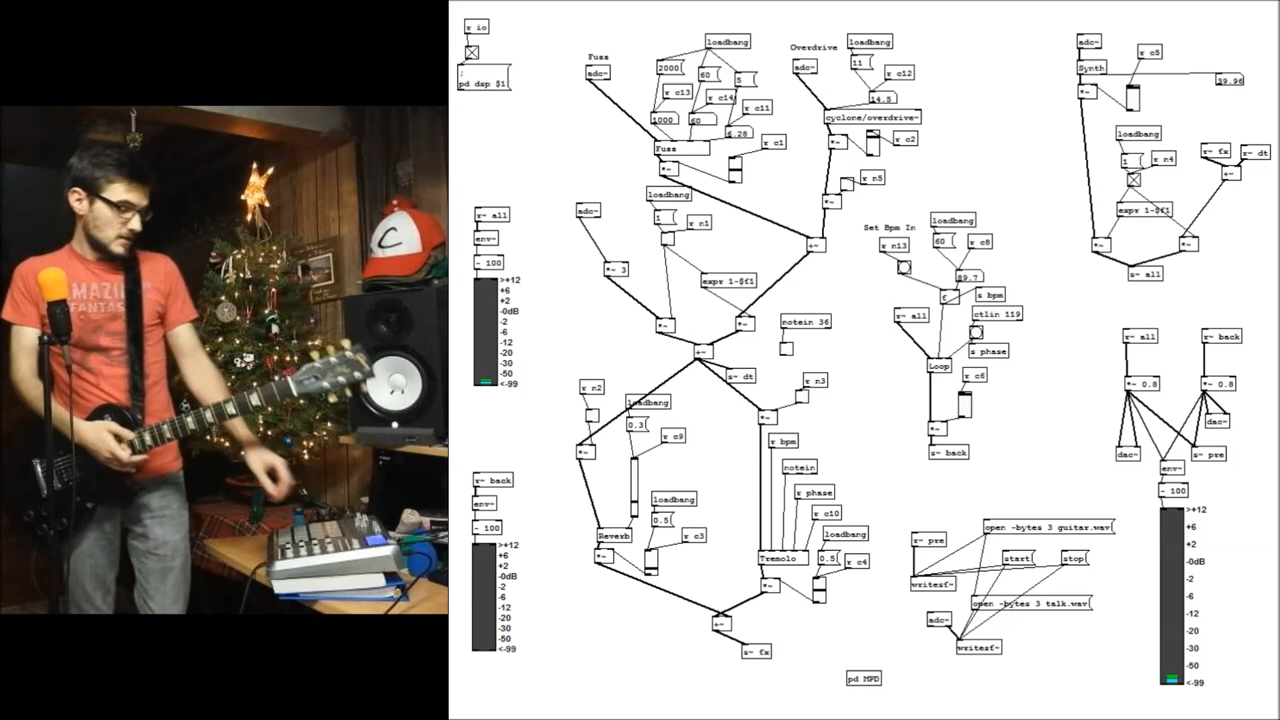 AMAZIN
FANTAS
C
r io
;
pd dsp $1
r~ all
env~
- 100
>+12
+6
+2
-0dB
-2
-6
-12
-20
-30
-50
<-99
r~ back
env~
- 100
>+12
+6
+2
-0dB
-2
-6
-12
-20
-30
-50
<-99
Fuzz
adc~
loadbang
2000
60
5
r c13
r c14
r c11
1000
60
6.28
Fuzz
r c1
*~
Overdrive
loadbang
adc~
11
r c12
14.5
cyclone/overdrive~
*~
r c2
r n5
*~
loadbang
adc~
1
r n1
+~
*~ 3
expr 1-$f1
*~
*~
notein 36
+~
s~ dt
r n2
r n3
loadbang
0.3
*~
r c9
*~
r bpm
notein
loadbang
r phase
0.5
r c10
Reverb
r c3
loadbang
*~
Tremolo
0.5
r c4
*~
+~
s~ fx
Set Bpm In
loadbang
r n13
60
r c8
89.7
f
s bpm
r~ all
ctlin 119
s phase
Loop
r c6
*~
s~ back
adc~
r c5
Synth
39.96
*~
loadbang
1
r n4
r~ fx
r~ dt
+~
expr 1-$f1
*~
*~
s~ all
r~ all
r~ back
*~ 0.8
*~ 0.8
dac~
dac~
s~ pre
env~
- 100
>+12
+6
+2
-0dB
-2
-6
-12
-20
-30
-50
<-99
open -bytes 3 guitar.wav
r~ pre
start
stop
writesf~
open -bytes 3 talk.wav
adc~
writesf~
pd MPD